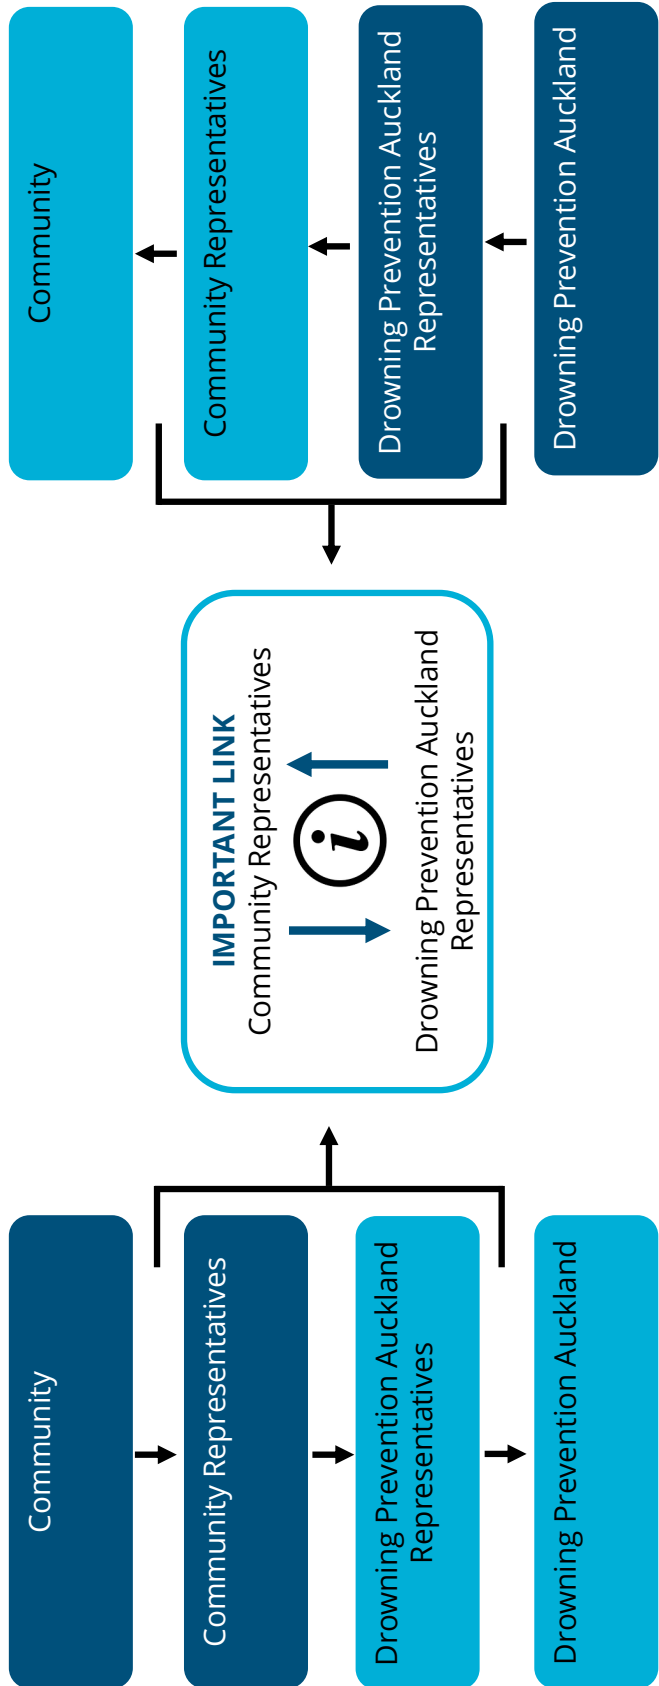 Community
Community Representatives
Drowning Prevention Auckland
Representatives
Drowning Prevention Auckland
IMPORTANT LINK
Community Representatives
i
Drowning Prevention Auckland
Representatives
Community
Community Representatives
Drowning Prevention Auckland
Representatives
Drowning Prevention Auckland